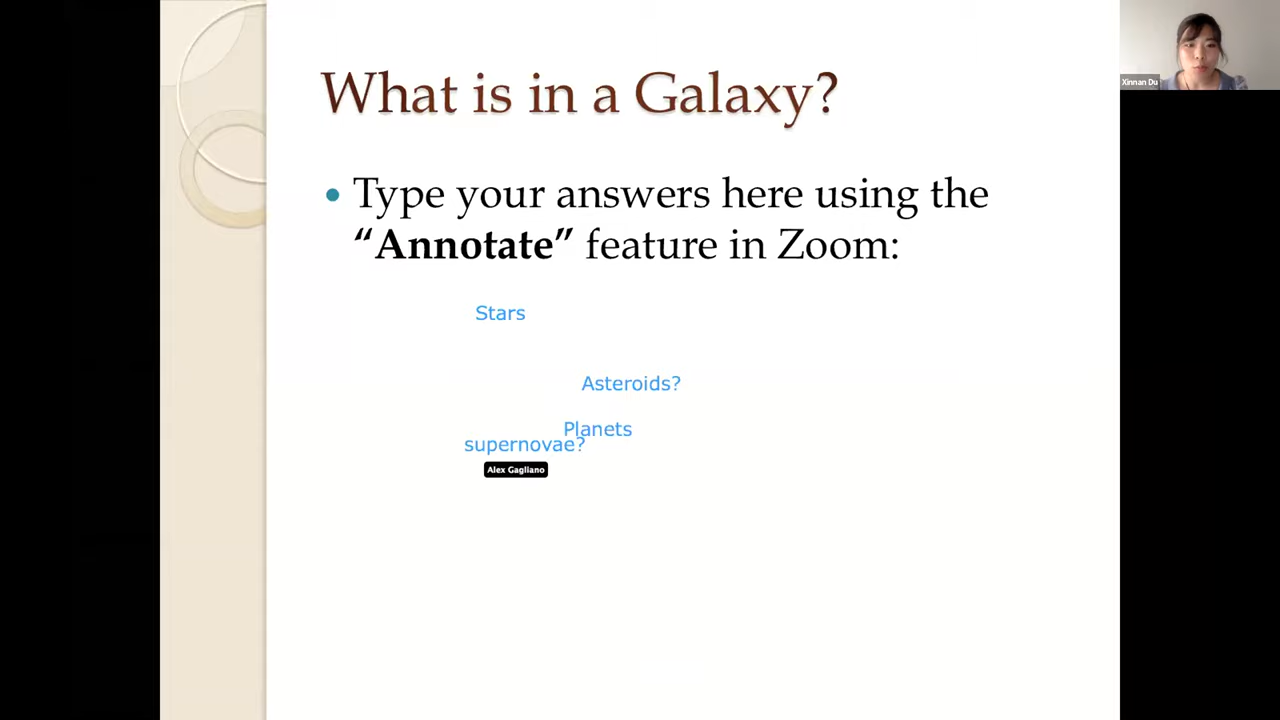 What is in a Galaxy?
Xinnan Du
• Type your answers here using the
“Annotate” feature in Zoom:
Stars
Asteroids?
Planets
supernovae?
Alex Gagliano